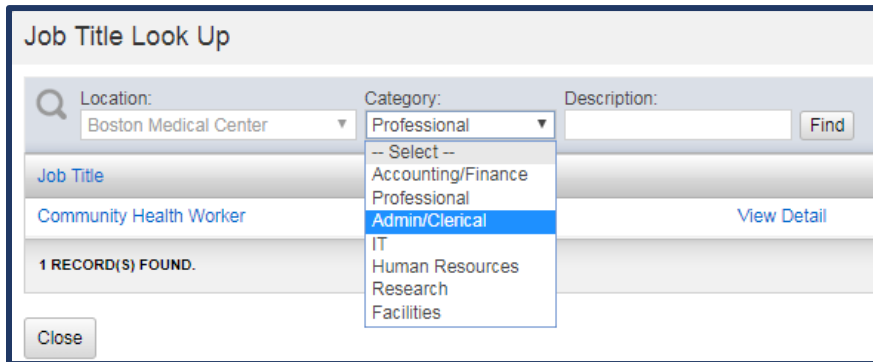 Job Title Look Up
Location: Category: Description:
Boston Medical Center Professional Find
-- Select --
Job Title Accounting/Finance
Professional
Community Health Worker Admin/Clerical View Detail
IT
1 RECORD(S) FOUND. Human Resources
Research
Facilities
Close